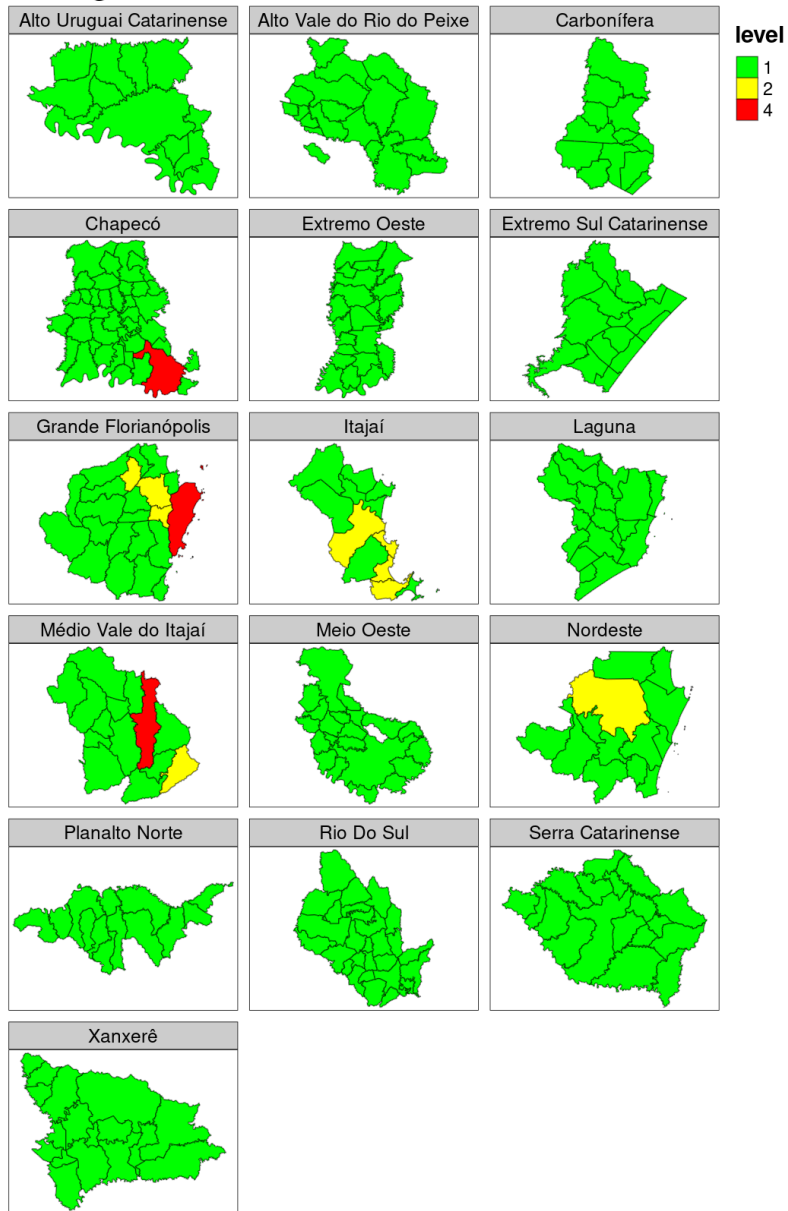 Alto Uruguai Catarinense
Alto Vale do Rio do Peixe
Carbonífera
level
1
2
4
Chapecó
Extremo Oeste
Extremo Sul Catarinense
Grande Florianópolis
Itajaí
Laguna
Médio Vale do Itajaí
Meio Oeste
Nordeste
Planalto Norte
Rio Do Sul
Serra Catarinense
Xanxerê